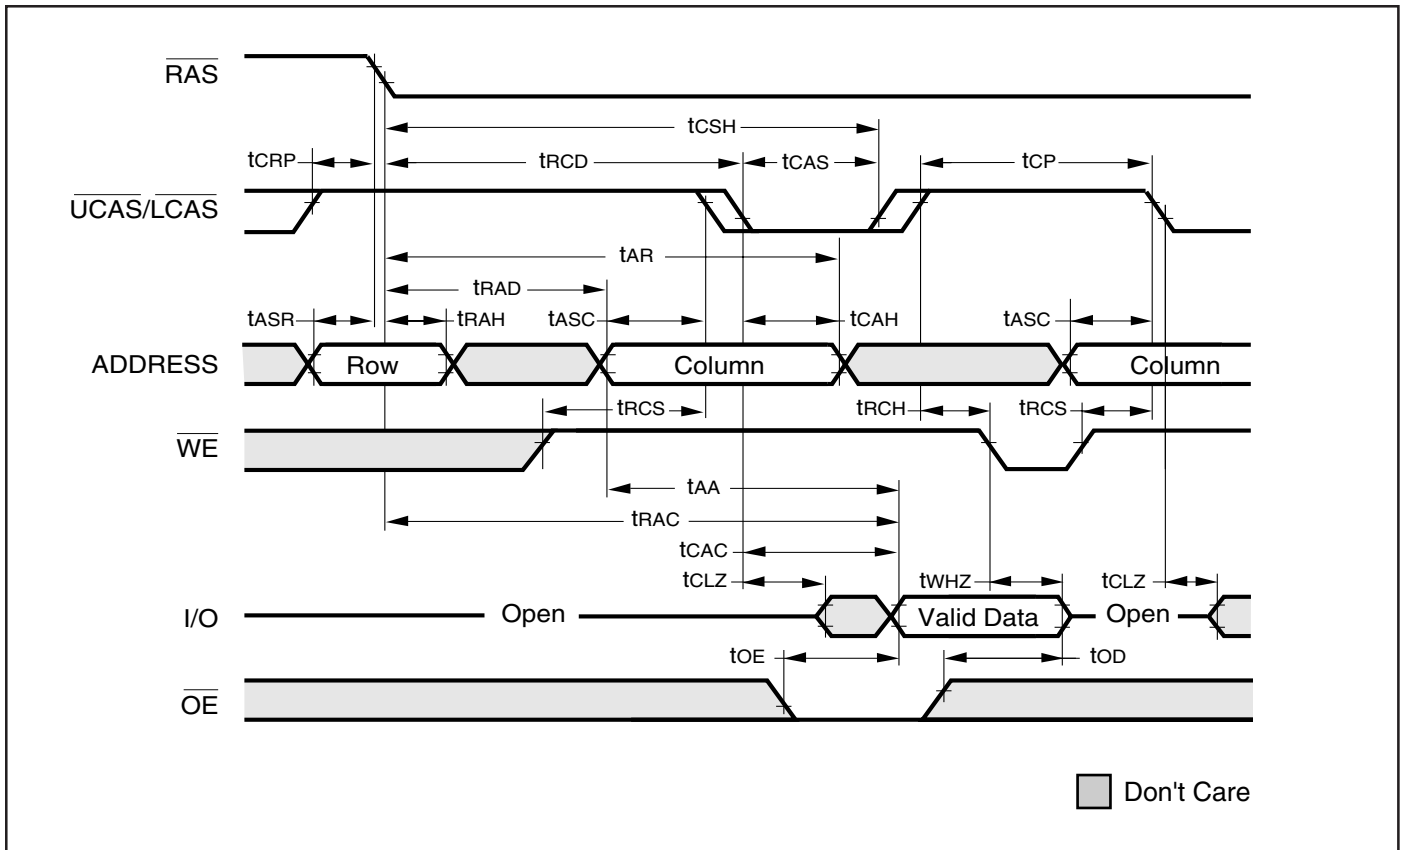 RAS
tCSH
tCRP tRCD tCAS tCP
UCAS/LCAS
tAR
tRAD
tASR tRAH tASC tCAH tASC
ADDRESS Row Column Column
tRCS tRCH tRCS
WE
tAA
tRAC
tCAC
tCLZ tWHZ tCLZ
I/O Open Valid Data Open
tOE tOD
OE
Don't Care